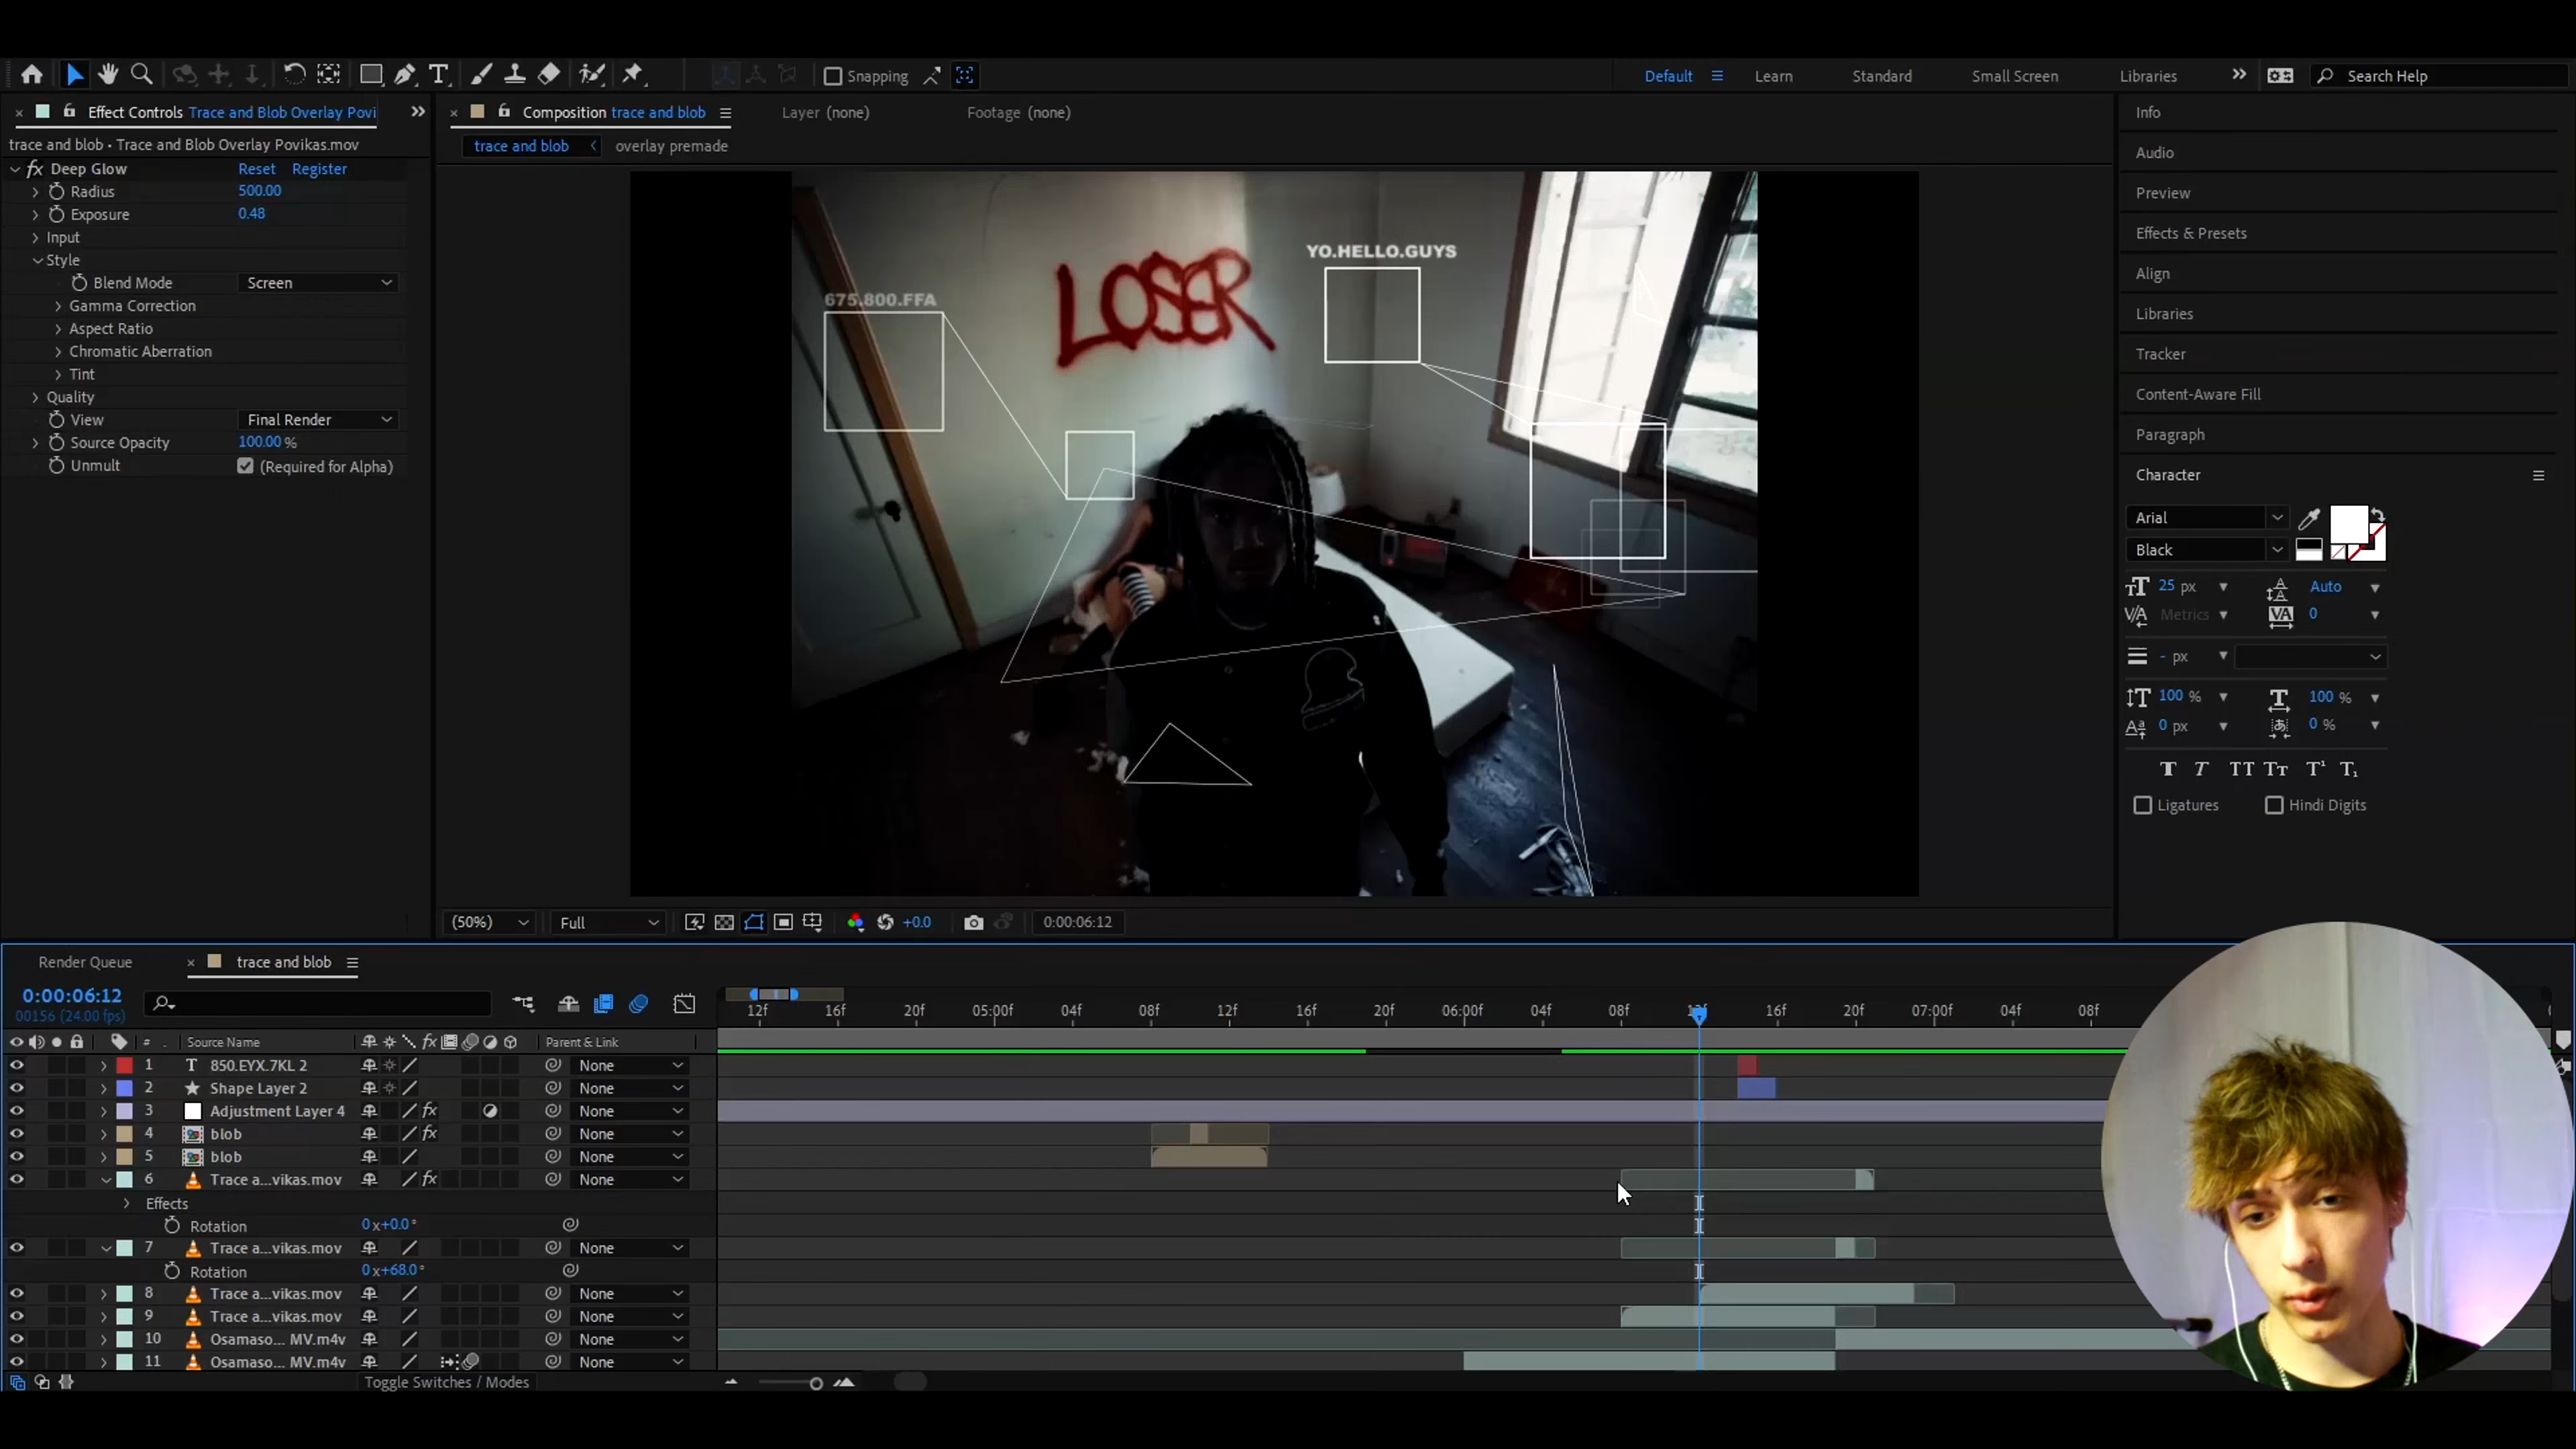 Snapping
Default
Learn
Standard
Small Screen
Libraries
Search Help
Effect Controls Trace and Blob Overlay Povi
Composition trace and blob
Layer (none)
Footage (none)
trace and blob • Trace and Blob Overlay Povikas.mov
trace and blob
overlay premade
fx Deep Glow Reset Register
Radius 500.00
Exposure 0.48
Input
Style
Blend Mode Screen
Gamma Correction
Aspect Ratio
Chromatic Aberration
Tint
Quality
View Final Render
Source Opacity 100.00 %
Unmult (Required for Alpha)
YO.HELLO.GUYS
LOSER
675.800.FFA
Info
Audio
Preview
Effects & Presets
Align
Libraries
Tracker
Content-Aware Fill
Paragraph
Character
Arial
Black
25 px Auto
Metrics 0
- px
100 % 100 %
0 px 0 %
Ligatures Hindi Digits
(50%) Full +0.0 0:00:06:12
Render Queue
trace and blob
0:00:06:12
00156 (24.00 fps)
12f 16f 20f 05:00f 04f 08f 12f 16f 20f 06:00f 04f 08f 12f 16f 20f 07:00f 04f 08f
# Source Name Parent & Link
1 T 850.EYX.7KL 2 None
2 Shape Layer 2 None
3 Adjustment Layer 4 fx None
4 blob fx None
5 blob None
6 Trace a...vikas.mov fx None
Effects
Rotation 0 x+0.0°
7 Trace a...vikas.mov None
Rotation 0 x+68.0°
8 Trace a...vikas.mov None
9 Trace a...vikas.mov None
10 Osamaso... MV.m4v None
11 Osamaso... MV.m4v None
Toggle Switches / Modes